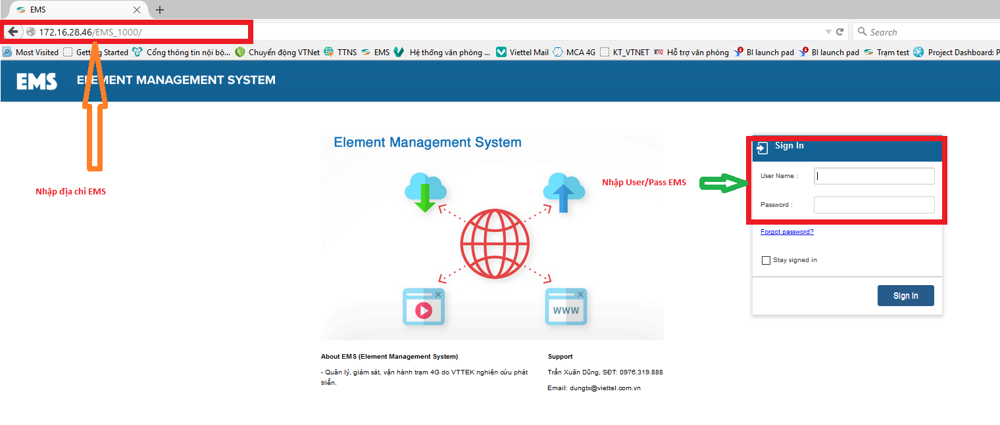 EMS
172.16.28.46/EMS_1000/
Search
Most Visited Getting Started Cổng thông tin nội bộ... Chuyển động VTNet TTNS EMS Hệ thống văn phòng ... Viettel Mail MCA 4G KT_VTNET Hỗ trợ văn phòng BI launch pad BI launch pad Trạm test Project Dashboard: P
EMS ELEMENT MANAGEMENT SYSTEM
Element Management System
Sign In
User Name :
Nhập User/Pass EMS
Nhập địa chỉ EMS
Password :
Forgot password?
Stay signed in
Sign In
WWW
About EMS (Element Management System)
- Quản lý, giám sát, vận hành trạm 4G do VTTEK nghiên cứu phát
triển.
Support
Trần Xuân Dũng, SĐT: 0976.319.888
Email: dungtx@viettel.com.vn